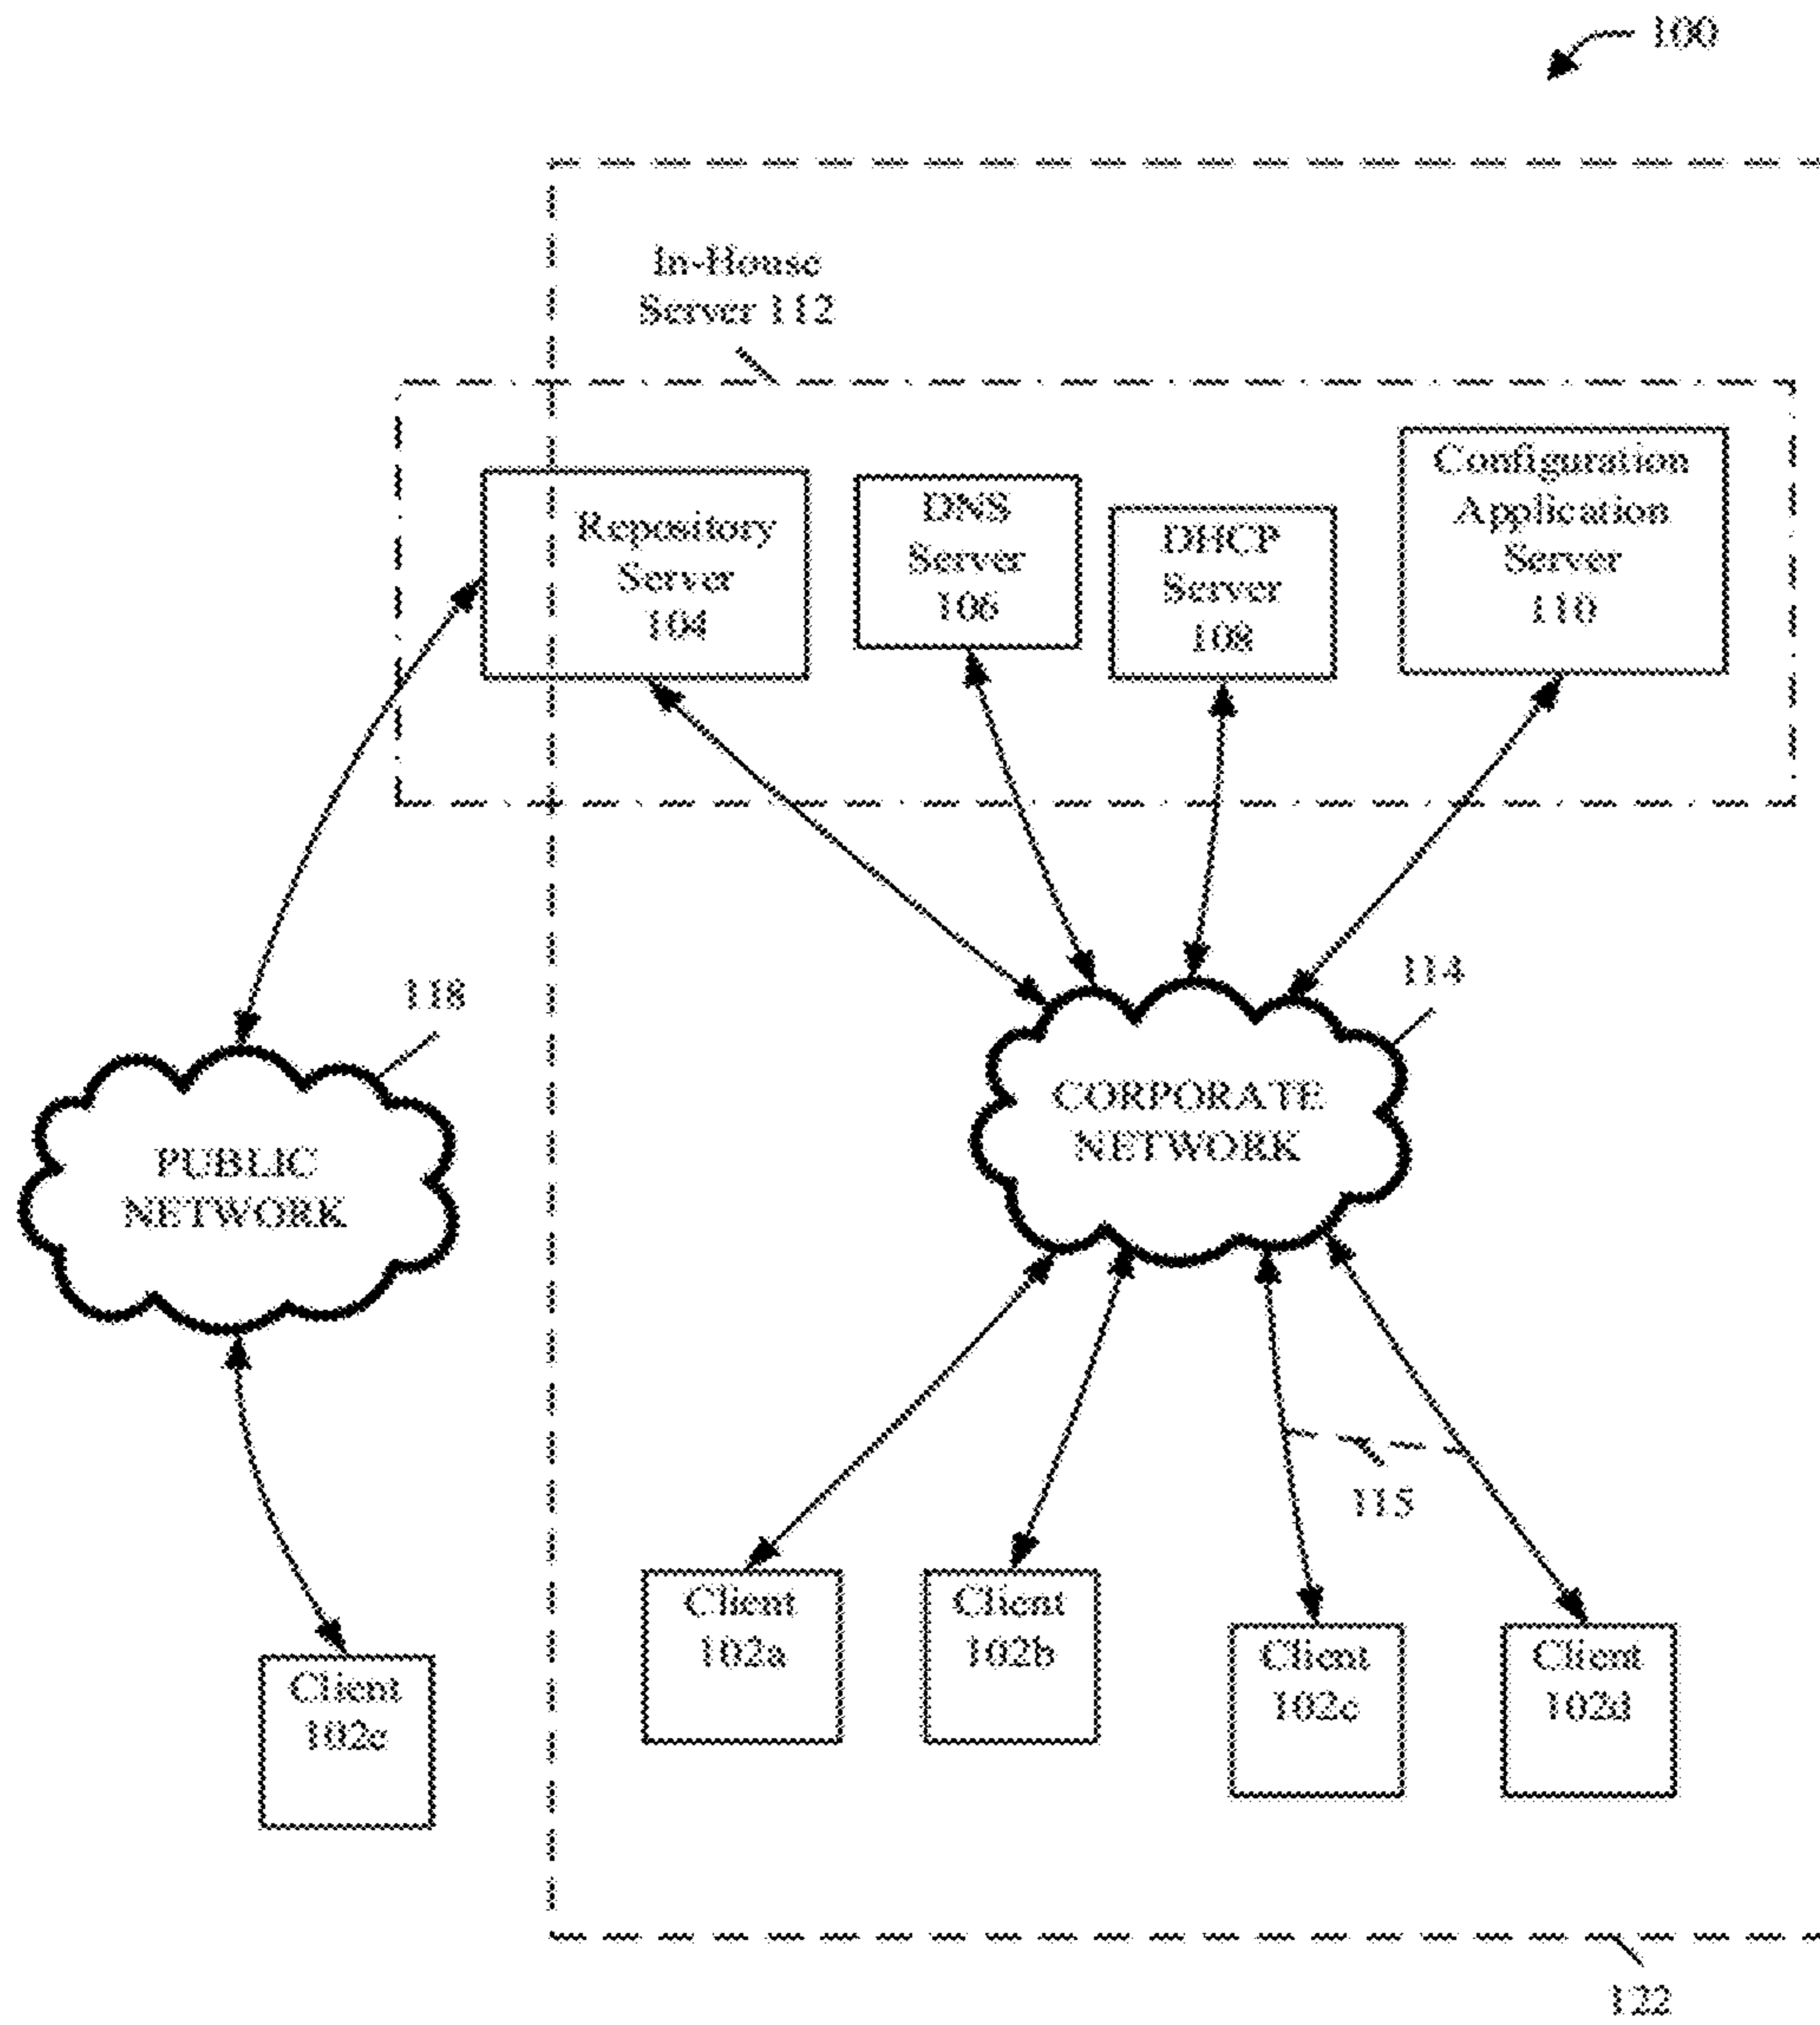 100
In-House
Server 112
Repository
Server
104
DNS
Server
106
DHCP
Server
108
Configuration
Application
Server
110
118
114
PUBLIC
NETWORK
CORPORATE
NETWORK
115
Client
102a
Client
102b
Client
102c
Client
102d
Client
122